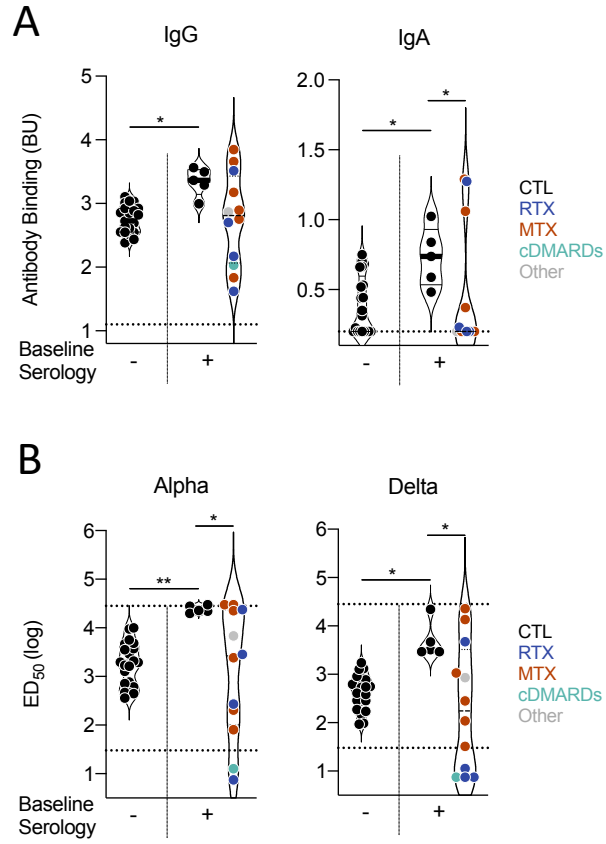 A
IgG
IgA
Antibody Binding (BU)
5
4
3
2
1
*
2.0
1.5
1.0
0.5
*
*
CTL
RTX
MTX
cDMARDs
Other
Baseline
Serology
-
+
-
+
B
Alpha
Delta
ED50 (log)
6
5
4
3
2
1
**
*
6
5
4
3
2
1
*
*
CTL
RTX
MTX
cDMARDs
Other
Baseline
Serology
-
+
-
+